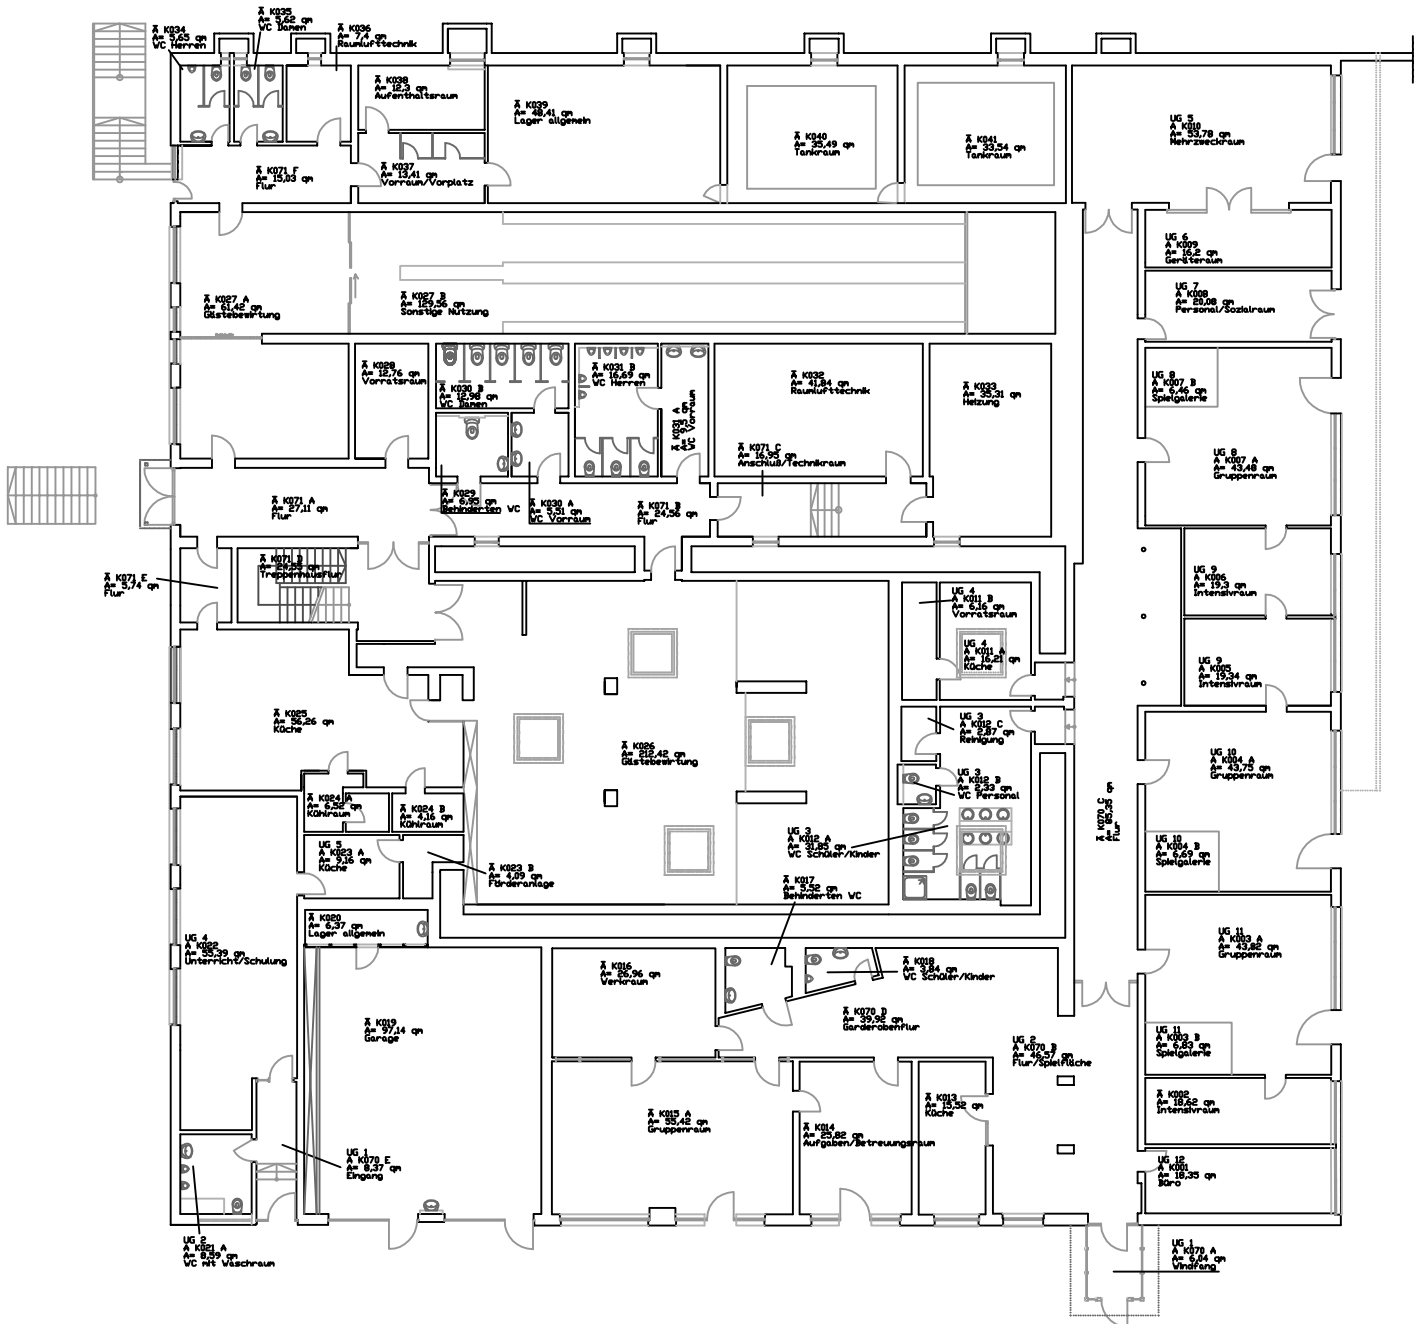 Ā K034
A= 5,65 qm
WC Herren
Ā K035
A= 5,62 qm
WC Damen
Ā K036
A= 7,4 qm
Raumlufttechnik
Ā K038
A= 12,3 qm
Aufenthaltsraum
Ā K039
A= 48,41 qm
Lager allgemein
Ā K040
A= 35,49 qm
Tankraum
Ā K041
A= 33,54 qm
Tankraum
UG 5
A K010
A= 53,78 qm
Mehrzweckraum
Ā K071 F
A= 15,03 qm
Flur
Ā K037
A= 13,41 qm
Vorraum/Vorplatz
UG 6
A K009
A= 16,2 qm
Geräteraum
UG 7
A K008
A= 20,08 qm
Personal/Sozialraum
Ā K027 A
A= 61,42 qm
Gästebewirtung
Ā K027 B
A= 129,56 qm
Sonstige Nutzung
Ā K028
A= 12,76 qm
Vorratsraum
Ā K030 B
A= 12,98 qm
WC Damen
Ā K031 B
A= 16,69 qm
WC Herren
Ā K031 A
A= 9,5 qm
WC Vorraum
Ā K032
A= 41,84 qm
Raumlufttechnik
Ā K033
A= 35,31 qm
Heizung
UG 8
A K007 B
A= 6,46 qm
Spielgalerie
UG 8
A K007 A
A= 43,48 qm
Gruppenraum
Ā K071 C
A= 16,95 qm
Anschluß/Technikraum
Ā K071 A
A= 27,11 qm
Flur
Ā K029
A= 6,95 qm
Behinderten WC
Ā K030 A
A= 5,51 qm
WC Vorraum
Ā K071 B
A= 24,56 qm
Flur
Ā K071 E
A= 5,74 qm
Flur
Ā K071 D
Treppenhausflur
UG 4
A K011 B
A= 6,16 qm
Vorratsraum
UG 4
A K011 A
A= 16,21 qm
Küche
UG 9
A K006
A= 19,3 qm
Intensivraum
UG 9
A K005
A= 19,34 qm
Intensivraum
Ā K025
A= 56,26 qm
Küche
Ā K026
A= 212,42 qm
Gästebewirtung
UG 3
A K012 C
A= 2,87 qm
Reinigung
UG 3
A K012 B
A= 2,33 qm
WC Personal
UG 10
A K004 A
A= 43,75 qm
Gruppenraum
Ā K024 A
A= 6,52 qm
Kühlraum
Ā K024 B
A= 4,16 qm
Kühlraum
UG 3
A K012 A
A= 31,85 qm
WC Schüler/Kinder
Ā K070 C
A= 85,35 qm
Flur
UG 10
A K004 B
A= 6,69 qm
Spielgalerie
UG 5
A K023 A
A= 9,16 qm
Küche
Ā K023 B
A= 4,09 qm
Förderanlage
Ā K017
A= 5,52 qm
Behinderten WC
Ā K020
A= 6,37 qm
Lager allgemein
UG 4
A K022
A= 55,39 qm
Unterricht/Schulung
Ā K016
A= 26,96 qm
Werkraum
Ā K018
A= 3,84 qm
WC Schüler/Kinder
UG 11
A K003 A
A= 43,82 qm
Gruppenraum
Ā K019
A= 97,14 qm
Garage
Ā K070 D
A= 39,92 qm
Garderobenflur
UG 2
A K070 B
A= 46,57 qm
Flur/Spielfläche
UG 11
A K003 B
A= 6,83 qm
Spielgalerie
Ā K015 A
A= 55,42 qm
Gruppenraum
Ā K014
A= 25,82 qm
Aufgaben/Betreuungsraum
Ā K013
A= 15,52 qm
Küche
Ā K002
A= 18,62 qm
Intensivraum
UG 1
A K070 E
A= 8,37 qm
Eingang
UG 12
A K001
A= 18,35 qm
Büro
UG 2
A K021 A
A= 8,59 qm
WC mit Waschraum
UG 1
A K070 A
A= 6,04 qm
Windfang